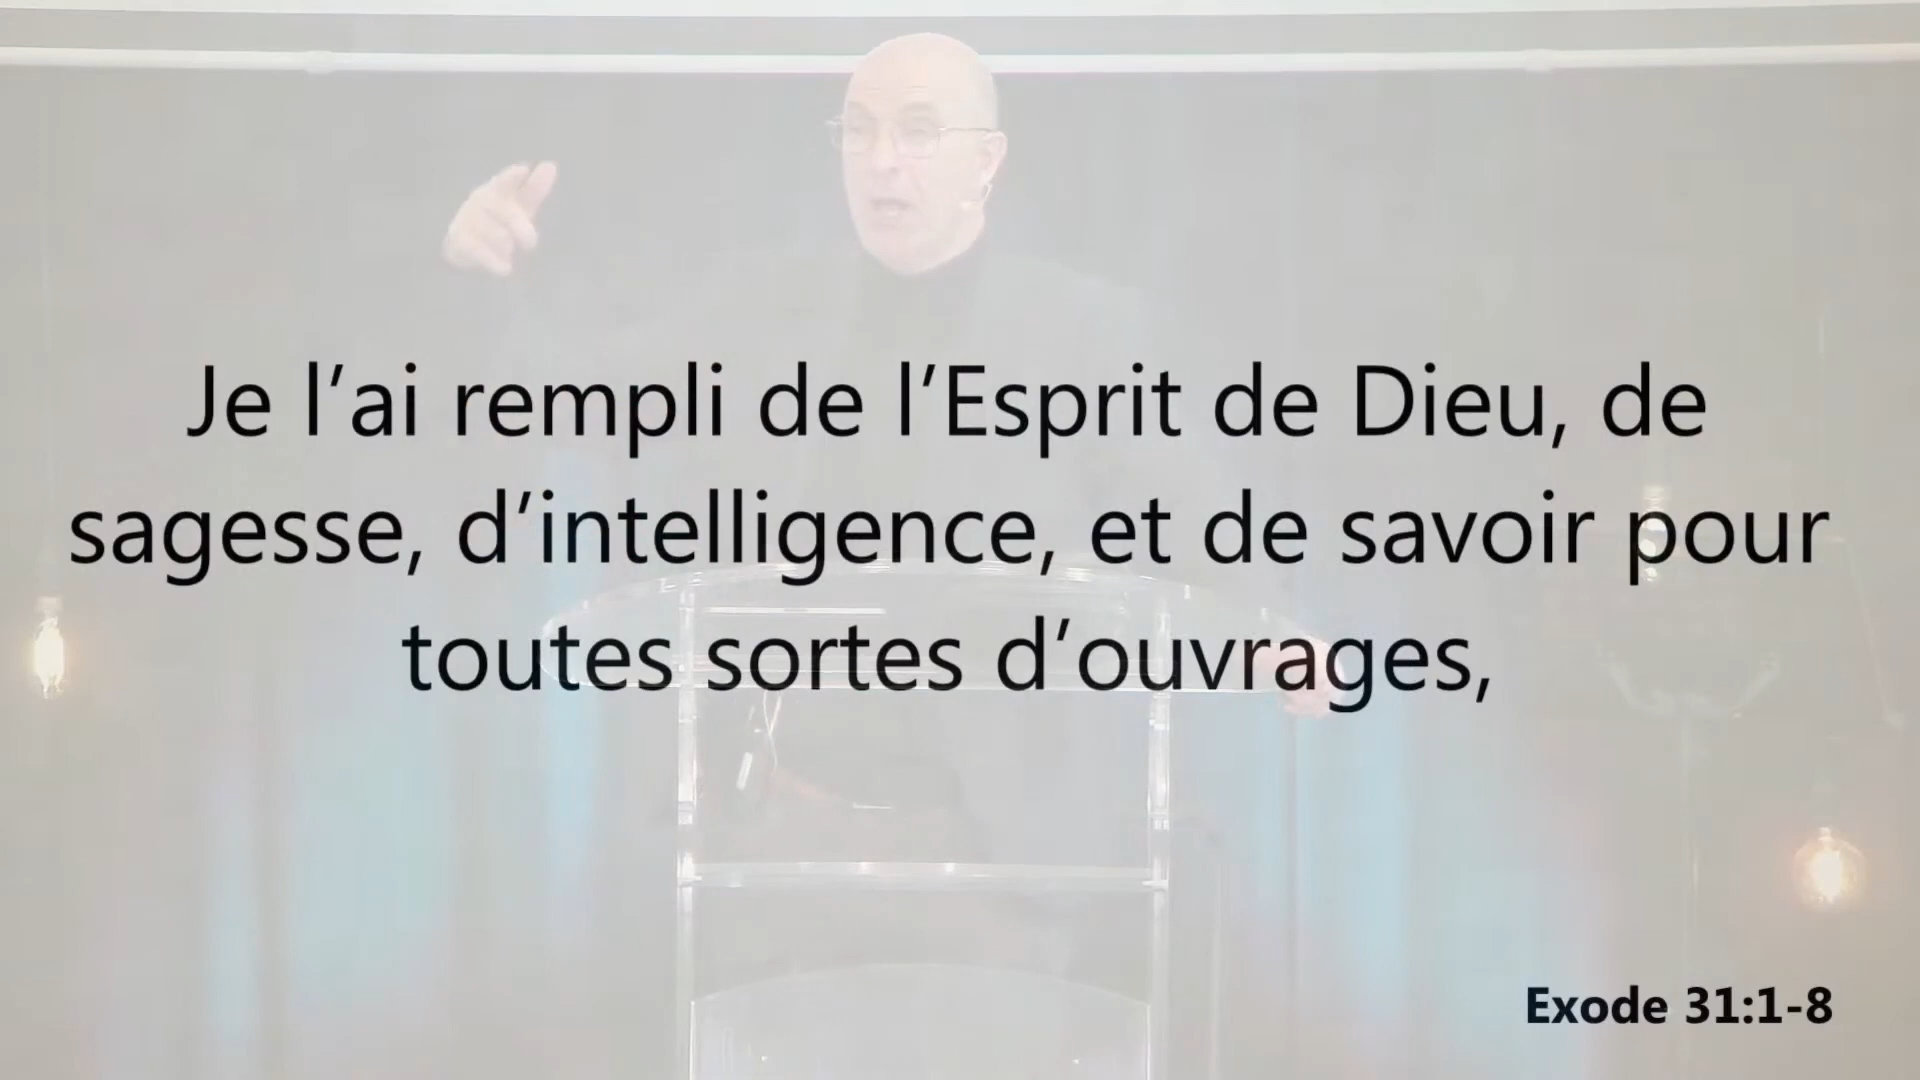 Je l’ai rempli de l’Esprit de Dieu, de
sagesse, d’intelligence, et de savoir pour
toutes sortes d’ouvrages,
Exode 31:1-8